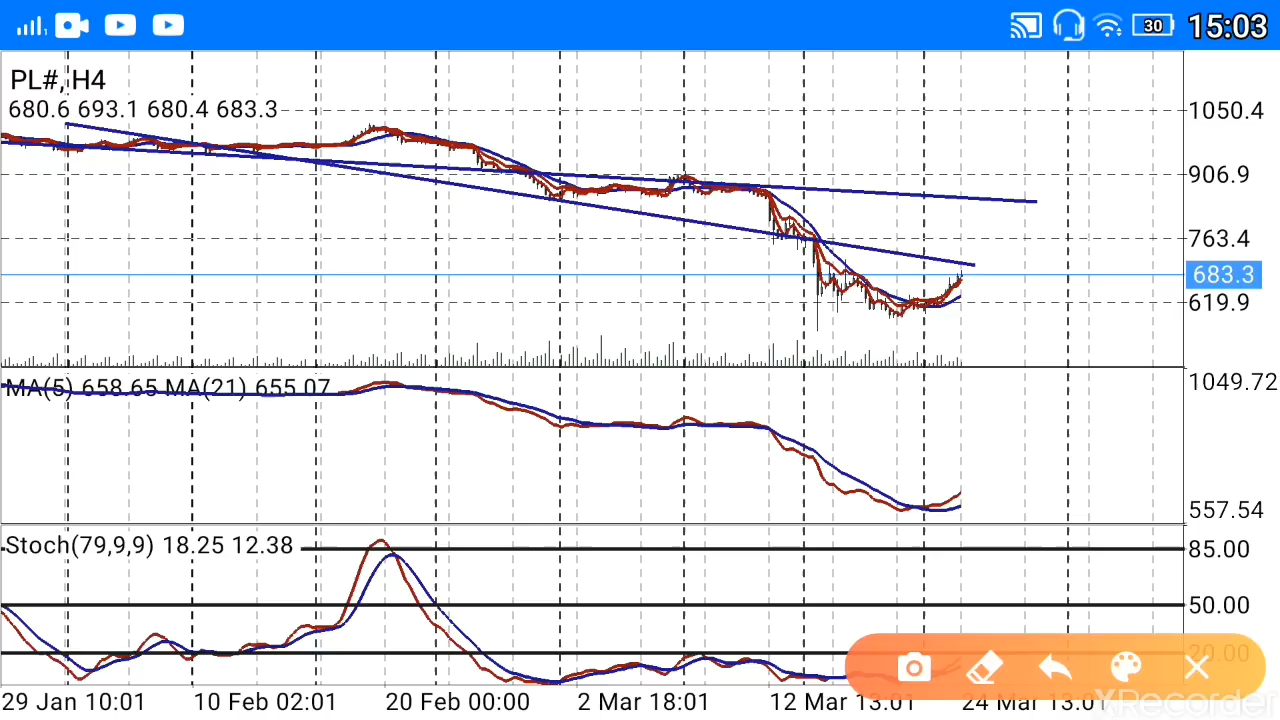 30 15:03
PL#, H4
680.6 693.1 680.4 683.3
1050.4
906.9
763.4
683.3
619.9
MA(5) 658.65 MA(21) 655.07
1049.72
557.54
Stoch(79,9,9) 18.25 12.38
85.00
50.00
20.00
29 Jan 10:01 10 Feb 02:01 20 Feb 00:00 2 Mar 18:01 12 Mar 13:01 24 Mar 13:01
XRecorder